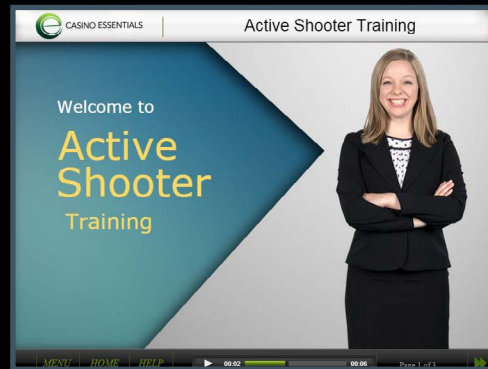 CASINO ESSENTIALS
Active Shooter Training
Welcome to
Active
Shooter
Training
MENU HOME HELP 00:02 00:06 Page 1 of 3